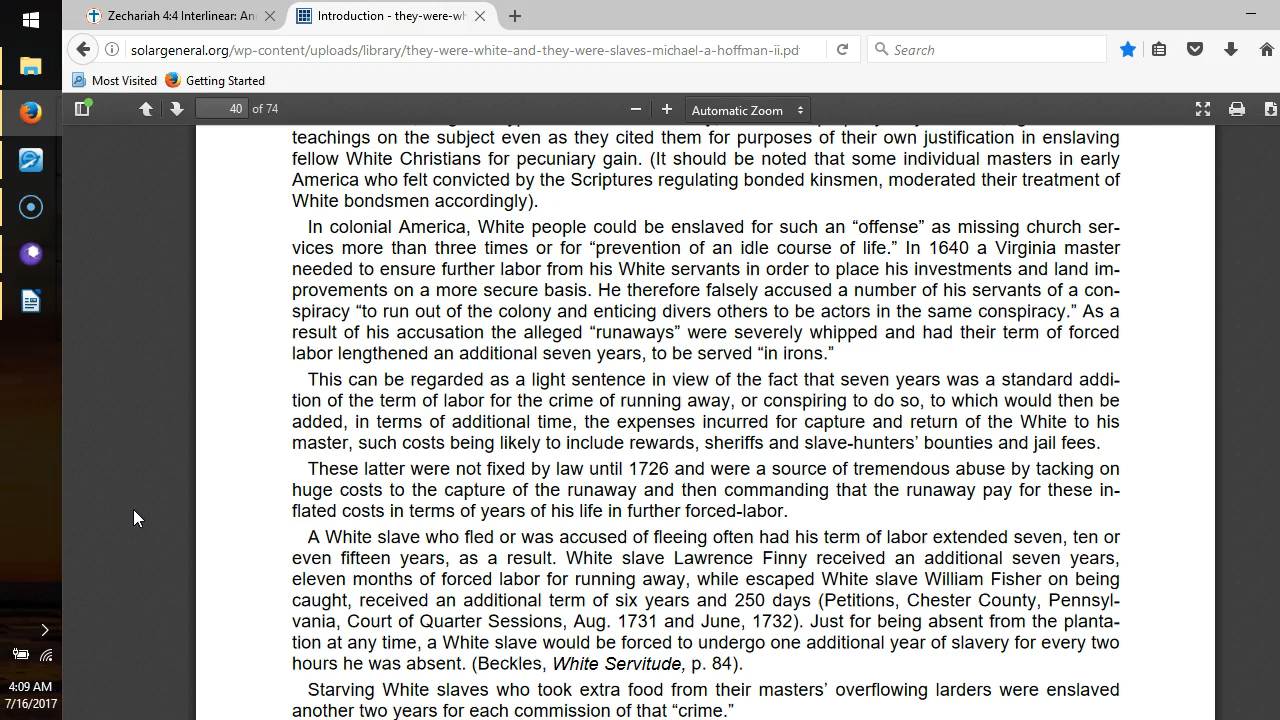 Zechariah 4:4 Interlinear: An
Introduction - they-were-wh
solargeneral.org/wp-content/uploads/library/they-were-white-and-they-were-slaves-michael-a-hoffman-ii.pd
Search
Most Visited
Getting Started
40 of 74
Automatic Zoom
teachings on the subject even as they cited them for purposes of their own justification in enslaving
fellow White Christians for pecuniary gain. (It should be noted that some individual masters in early
America who felt convicted by the Scriptures regulating bonded kinsmen, moderated their treatment of
White bondsmen accordingly).
In colonial America, White people could be enslaved for such an “offense” as missing church ser-
vices more than three times or for “prevention of an idle course of life.” In 1640 a Virginia master
needed to ensure further labor from his White servants in order to place his investments and land im-
provements on a more secure basis. He therefore falsely accused a number of his servants of a con-
spiracy “to run out of the colony and enticing divers others to be actors in the same conspiracy.” As a
result of his accusation the alleged “runaways” were severely whipped and had their term of forced
labor lengthened an additional seven years, to be served “in irons.”
This can be regarded as a light sentence in view of the fact that seven years was a standard addi-
tion of the term of labor for the crime of running away, or conspiring to do so, to which would then be
added, in terms of additional time, the expenses incurred for capture and return of the White to his
master, such costs being likely to include rewards, sheriffs and slave-hunters’ bounties and jail fees.
These latter were not fixed by law until 1726 and were a source of tremendous abuse by tacking on
huge costs to the capture of the runaway and then commanding that the runaway pay for these in-
flated costs in terms of years of his life in further forced-labor.
A White slave who fled or was accused of fleeing often had his term of labor extended seven, ten or
even fifteen years, as a result. White slave Lawrence Finny received an additional seven years,
eleven months of forced labor for running away, while escaped White slave William Fisher on being
caught, received an additional term of six years and 250 days (Petitions, Chester County, Pennsyl-
vania, Court of Quarter Sessions, Aug. 1731 and June, 1732). Just for being absent from the planta-
tion at any time, a White slave would be forced to undergo one additional year of slavery for every two
hours he was absent. (Beckles, White Servitude, p. 84).
Starving White slaves who took extra food from their masters’ overflowing larders were enslaved
another two years for each commission of that “crime.”
4:09 AM
7/16/2017